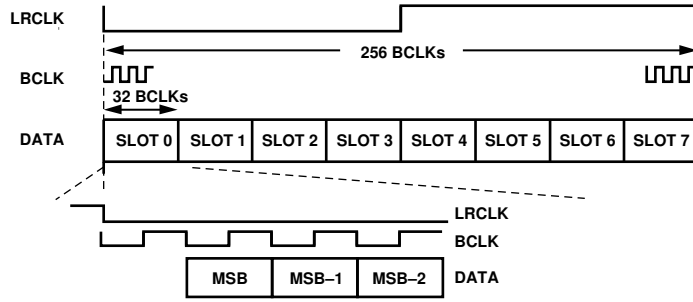 LRCLK
256 BCLKs
BCLK
32 BCLKs
DATA SLOT 0 SLOT 1 SLOT 2 SLOT 3 SLOT 4 SLOT 5 SLOT 6 SLOT 7
LRCLK
BCLK
MSB MSB–1 MSB–2 DATA